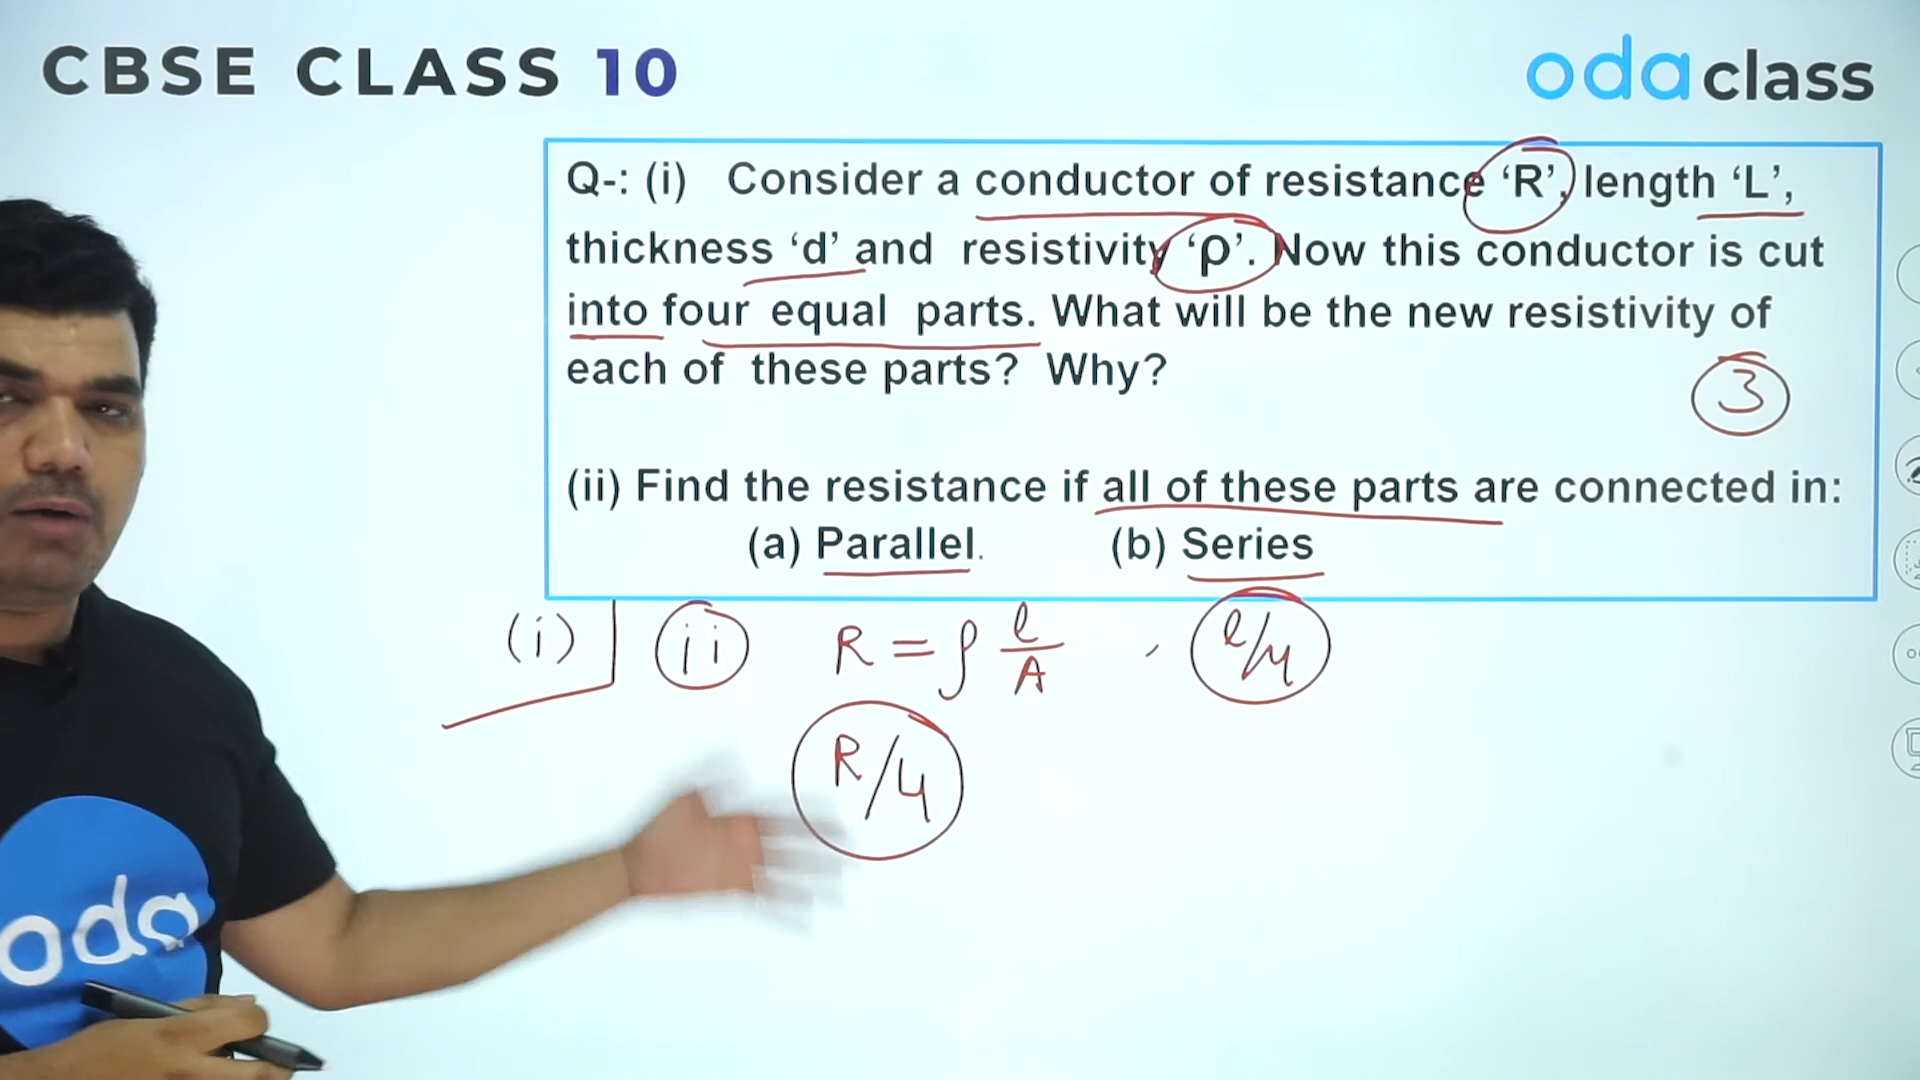 CBSE CLASS 10
oda class
Q-: (i) Consider a conductor of resistance ‘R’, length ‘L’,
thickness ‘d’ and resistivity ‘ρ’. Now this conductor is cut
into four equal parts. What will be the new resistivity of
each of these parts? Why?
3
(ii) Find the resistance if all of these parts are connected in:
(a) Parallel. (b) Series
(i) ii R = ρ l/A , l/4
R/4
oda